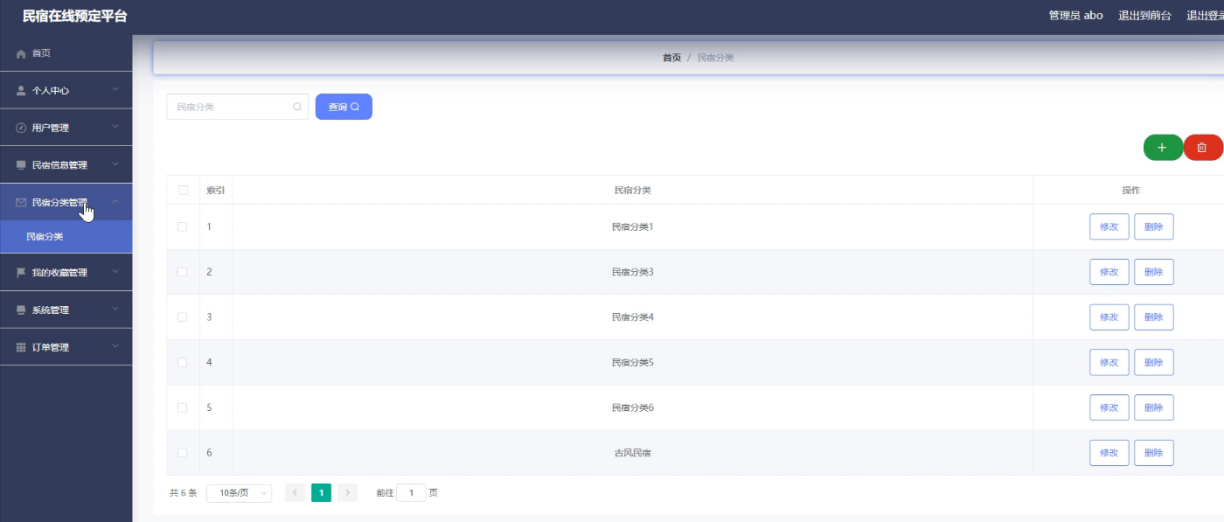 民宿在线预定平台
管理员 abo 退出到前台 退出登录
首页
个人中心
用户管理
民宿信息管理
民宿分类管理
民宿分类
我的收藏管理
系统管理
订单管理
首页 / 民宿分类
民宿分类
查询
索引 民宿分类 操作
1 民宿分类1 修改 删除
2 民宿分类3 修改 删除
3 民宿分类4 修改 删除
4 民宿分类5 修改 删除
5 民宿分类6 修改 删除
6 古风民宿 修改 删除
共 6 条 10条/页 1 前往 1 页